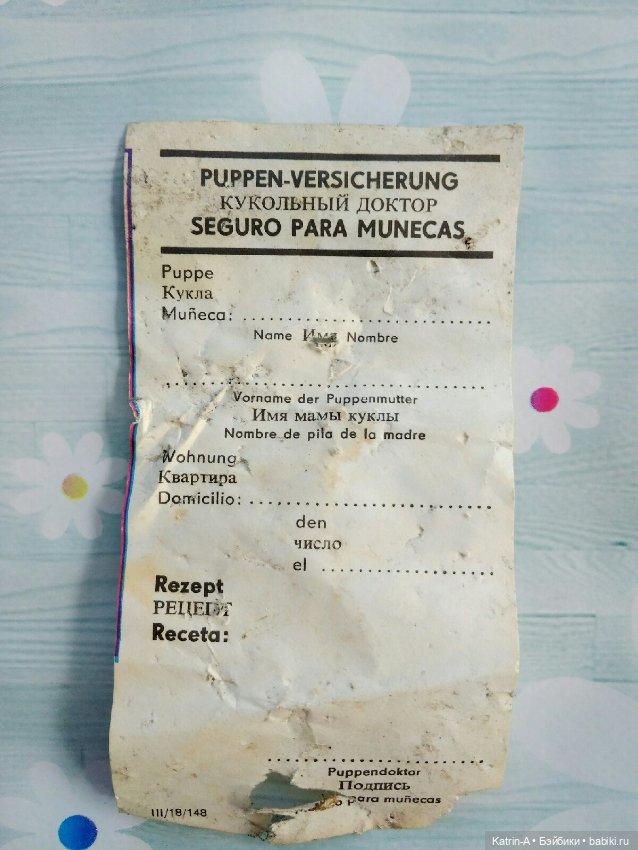 PUPPEN-VERSICHERUNG
КУКОЛЬНЫЙ ДОКТОР
SEGURO PARA MUNECAS
Puppe
Кукла
Muñeca:
Name Имя Nombre
Vorname der Puppenmutter
Имя мамы куклы
Nombre de pila de la madre
Wohnung
Квартира
Domicilio:
den
число
el
Rezept
РЕЦЕПТ
Receta:
Puppendoktor
Подпись
para muñecas
III/18/148
Katrin-A • Бэйбики • babiki.ru